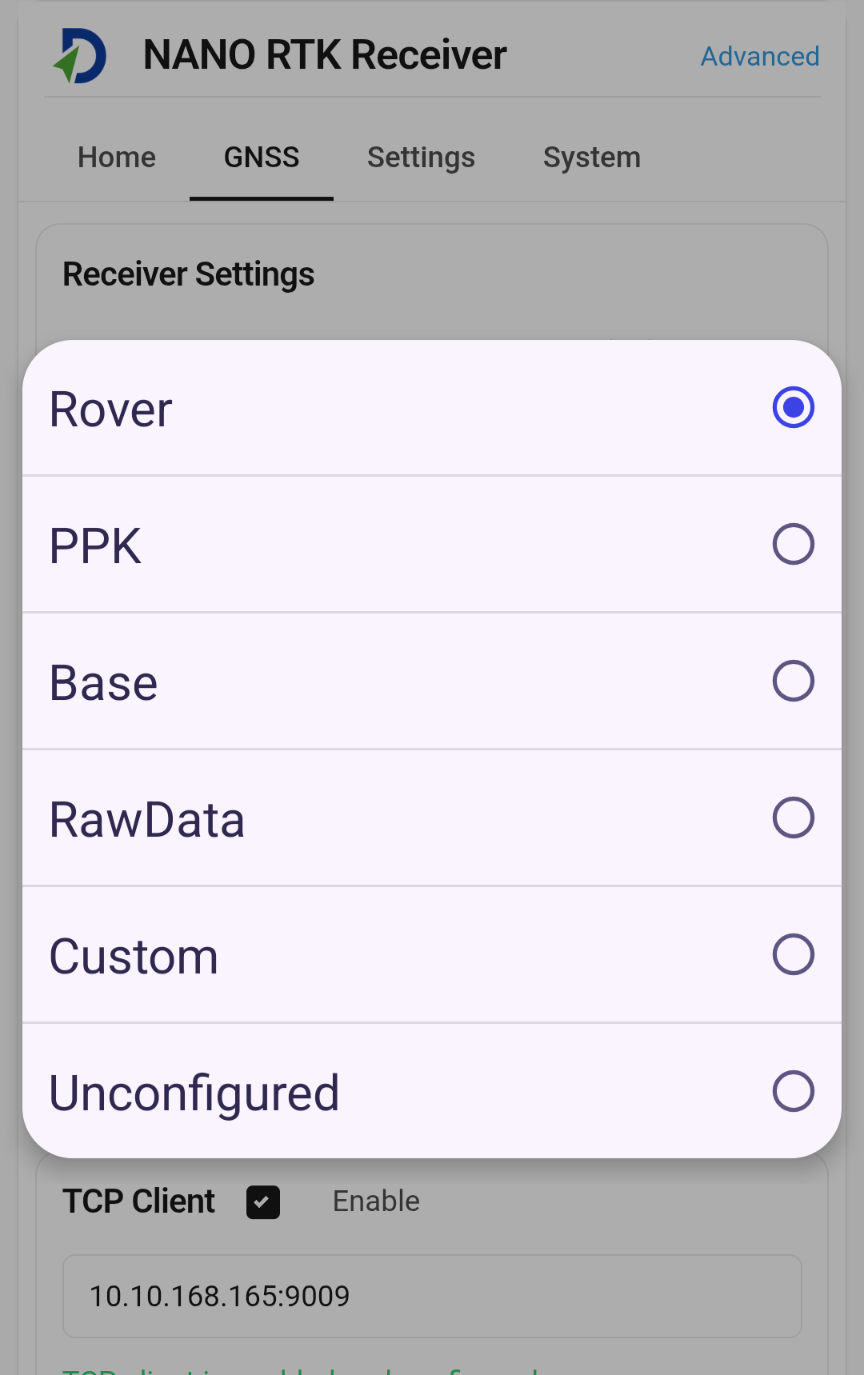 NANO RTK Receiver
Advanced
Home GNSS Settings System
Receiver Settings
Rover
PPK
Base
RawData
Custom
Unconfigured
TCP Client Enable
10.10.168.165:9009